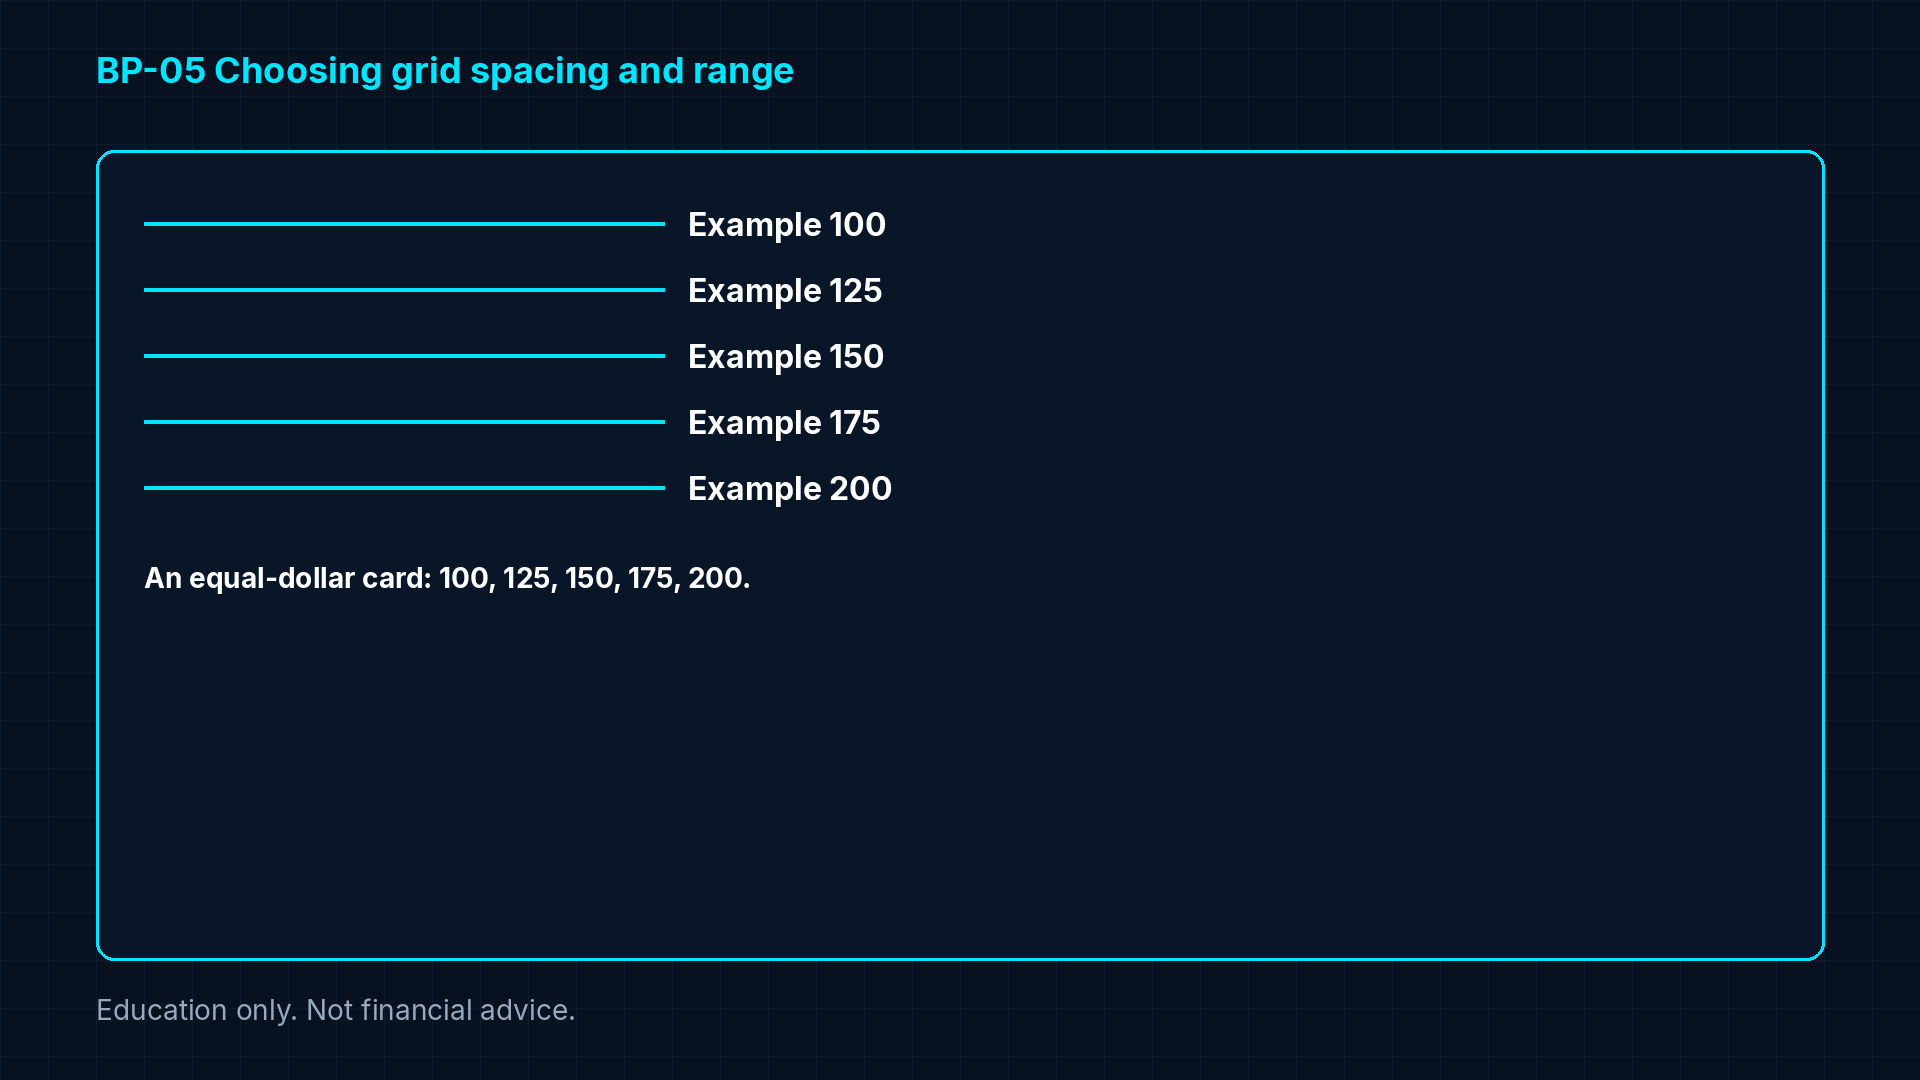 BP-05 Choosing grid spacing and range
Example 100
Example 125
Example 150
Example 175
Example 200
An equal-dollar card: 100, 125, 150, 175, 200.
Education only. Not financial advice.